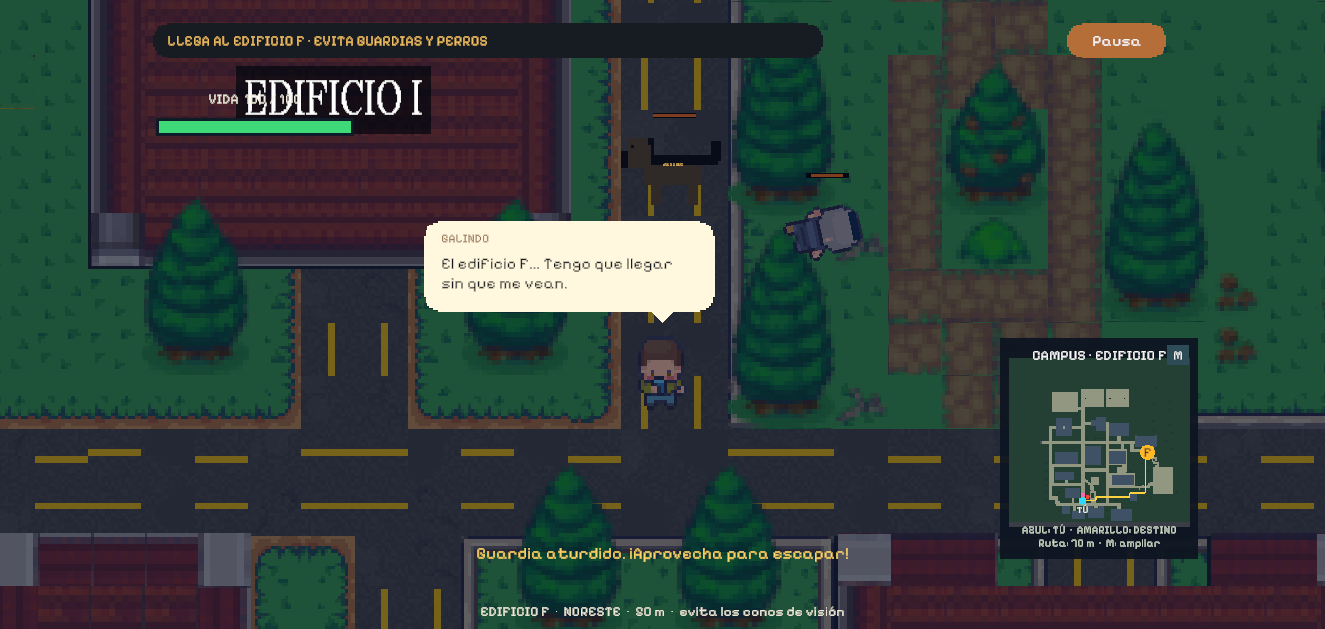 LLEGA AL EDIFICIO F · EVITA GUARDIAS Y PERROS
Pausa
EDIFICIO I
VIDA
GALINDO
El edificio F... Tengo que llegar
sin que me vean.
CAMPUS · EDIFICIO F
M
F
TÚ
AZUL: TÚ · AMARILLO: DESTINO
Ruta: 70 m · M: ampliar
Guardia aturdido. ¡Aprovecha para escapar!
EDIFICIO F · NORESTE · 80 m · evita los conos de visión